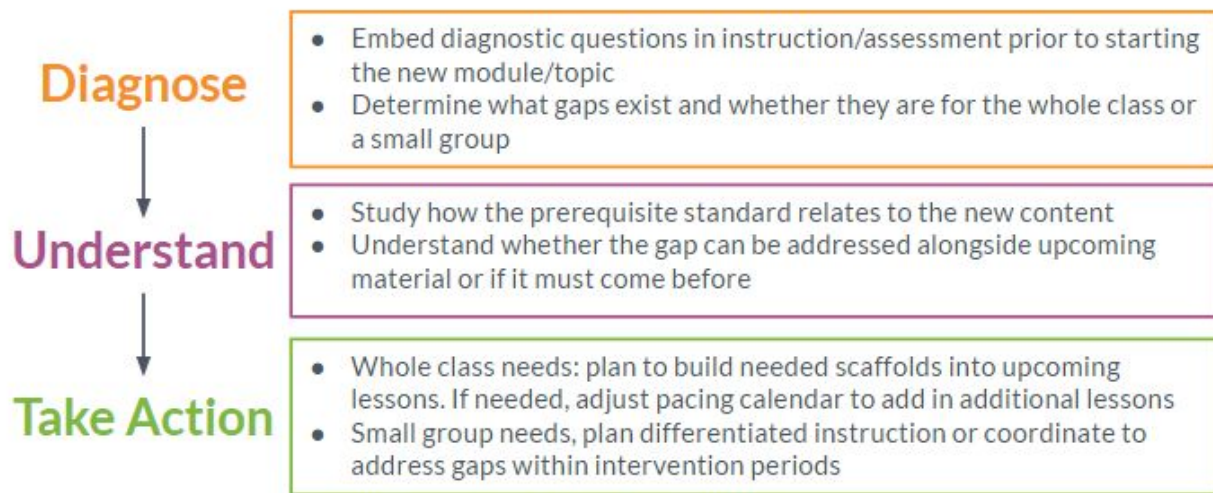 Diagnose
● Embed diagnostic questions in instruction/assessment prior to starting
the new module/topic
● Determine what gaps exist and whether they are for the whole class or
a small group
Understand
● Study how the prerequisite standard relates to the new content
● Understand whether the gap can be addressed alongside upcoming
material or if it must come before
Take Action
● Whole class needs: plan to build needed scaffolds into upcoming
lessons. If needed, adjust pacing calendar to add in additional lessons
● Small group needs, plan differentiated instruction or coordinate to
address gaps within intervention periods